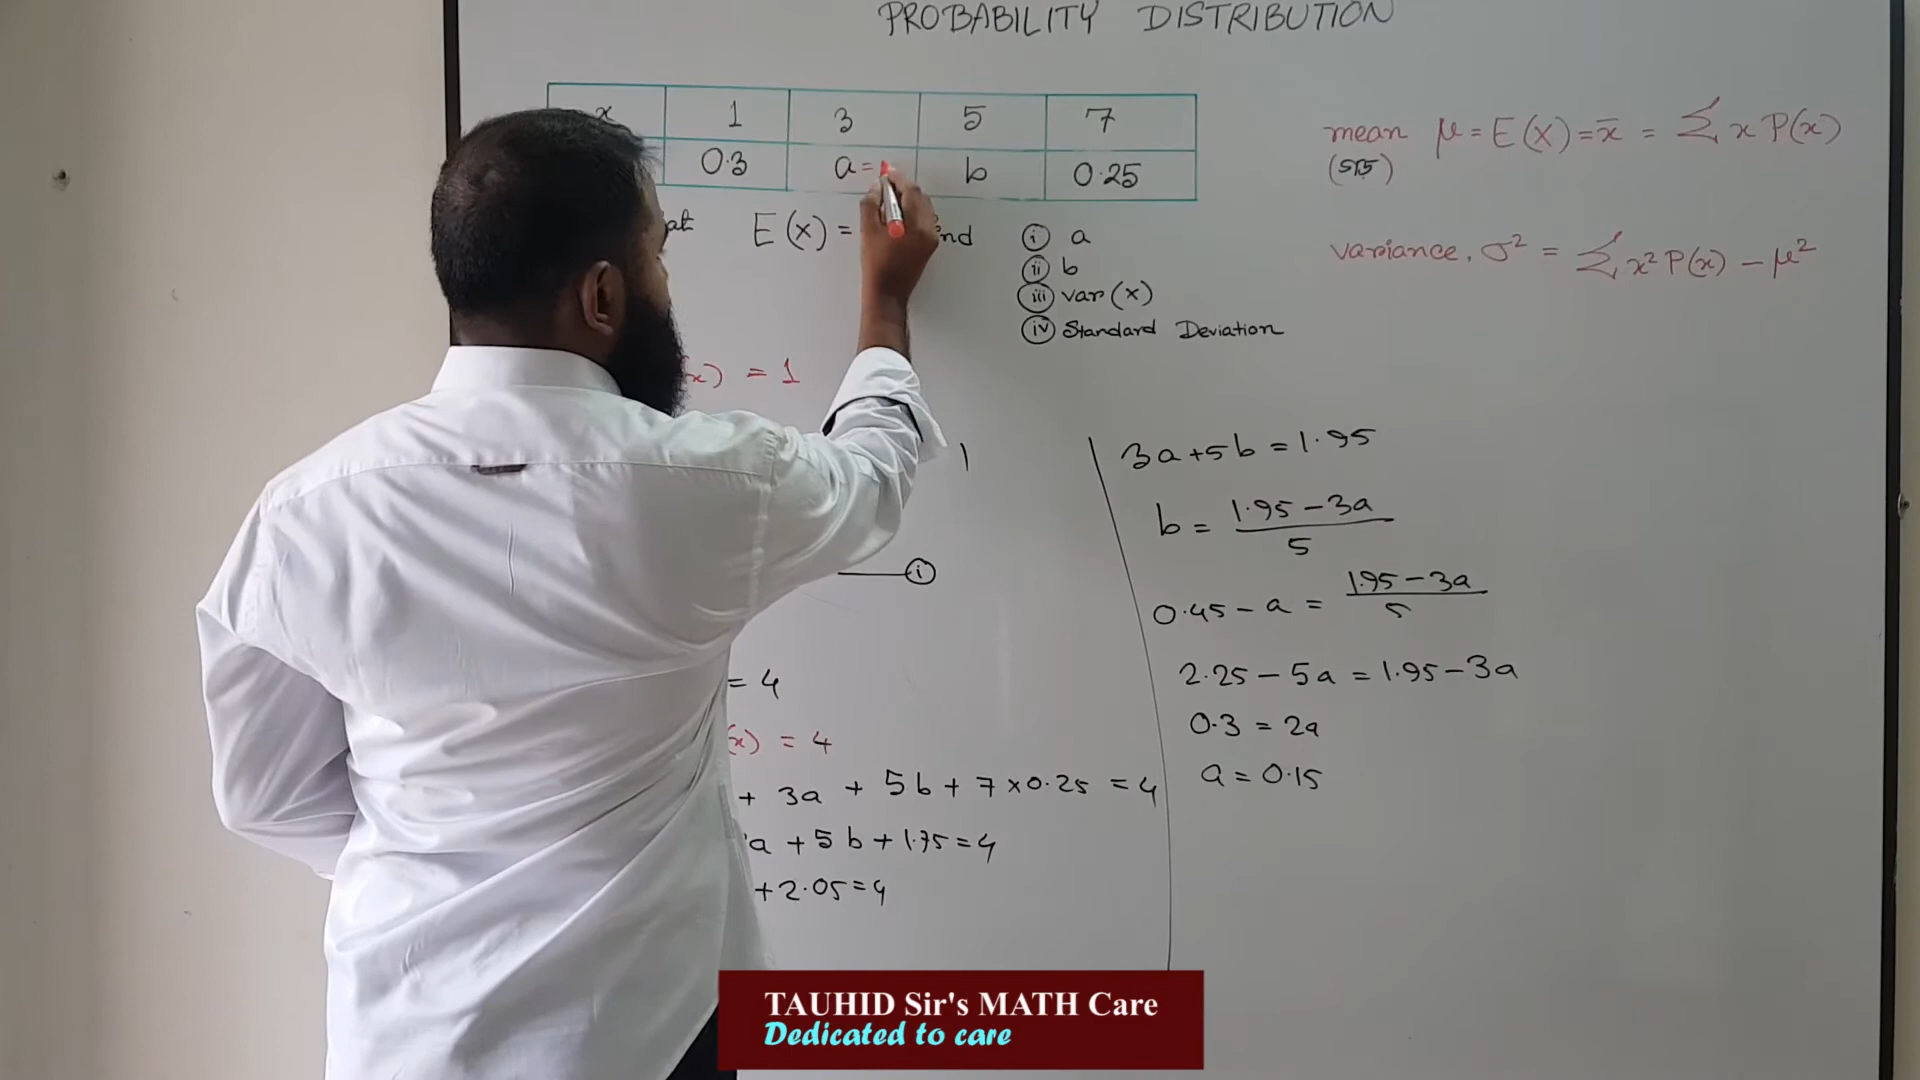 PROBABILITY DISTRIBUTION
x 1 3 5 7
0.3 a= b 0.25
at E(x)= nd (i) a
(ii) b
(iii) var(x)
(iv) Standard Deviation
mean μ = E(X) = x̄ = ∑ x P(x)
variance, σ² = ∑ x² P(x) − μ²
x) = 1
1
(i)
= 4
(x) = 4
+ 3a + 5b + 7×0.25 = 4
a + 5b + 1.75 = 4
+ 2.05 = 4
3a+5b = 1.95
b = 1.95 − 3a / 5
0.45 − a = 1.95 − 3a / 5
2.25 − 5a = 1.95 − 3a
0.3 = 2a
a = 0.15
TAUHID Sir's MATH Care
Dedicated to care